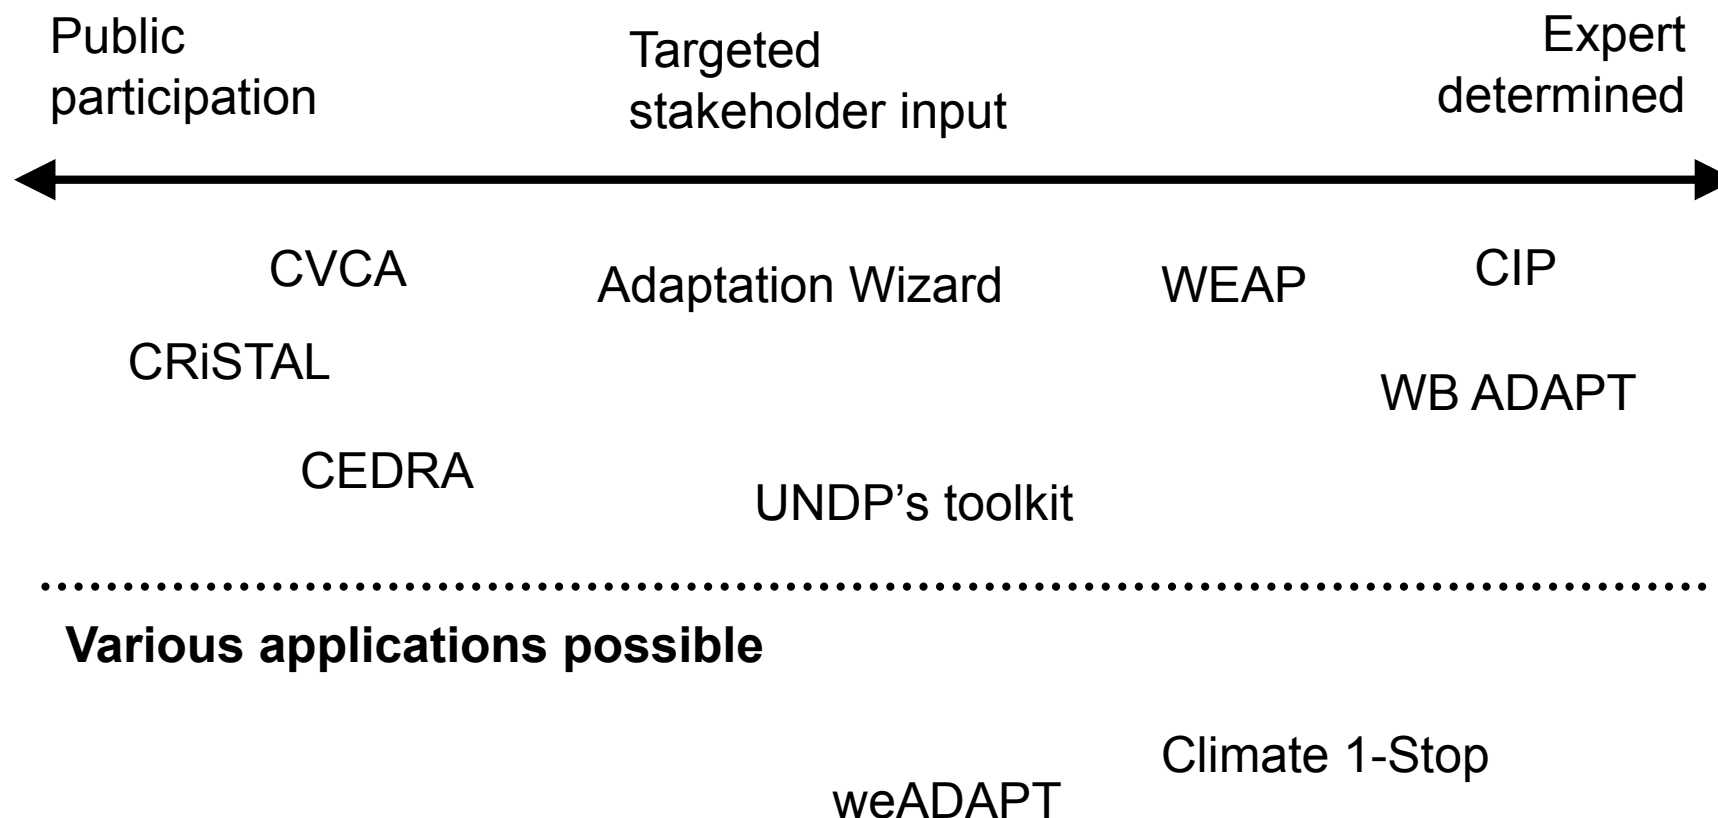 Public
participation
Targeted
stakeholder input
Expert
determined
CVCA
Adaptation Wizard
WEAP
CIP
CRiSTAL
WB ADAPT
CEDRA
UNDP’s toolkit
Various applications possible
Climate 1-Stop
weADAPT